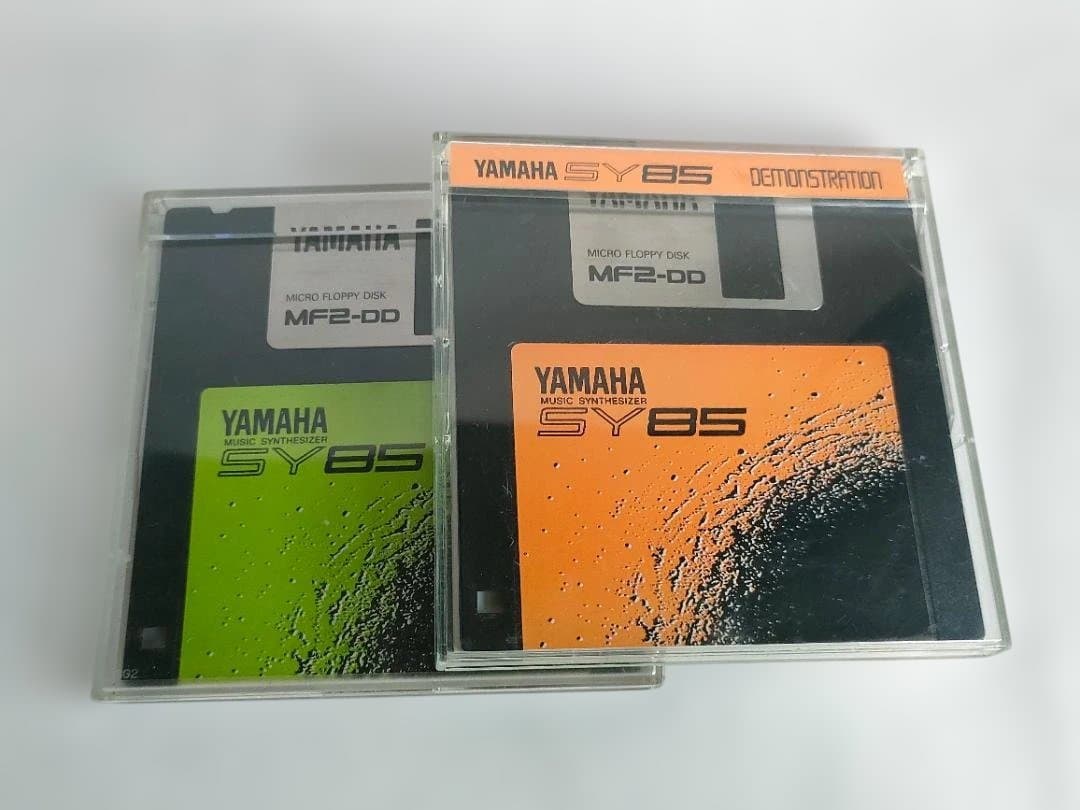 YAMAHA
MICRO FLOPPY DISK
MF2-DD
YAMAHA
MUSIC SYNTHESIZER
SY85
G2
YAMAHA SY85 DEMONSTRATION
YAMAHA
MICRO FLOPPY DISK
MF2-DD
YAMAHA
MUSIC SYNTHESIZER
SY85